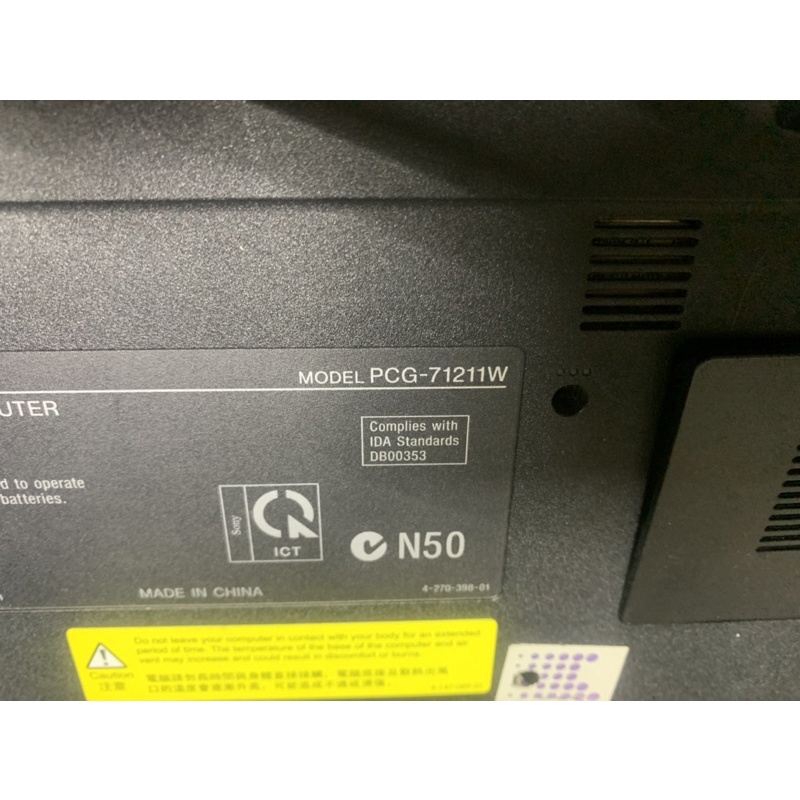 MODEL PCG-71211W
UTER
Complies with
IDA Standards
DB00353
d to operate
batteries.
Sony
ICT
N50
MADE IN CHINA
4-270-398-01
Do not leave your computer in contact with your body for an extended
period of time. The temperature of the base of the computer and air
vent may increase and could result in discomfort or burns.
Caution
注意